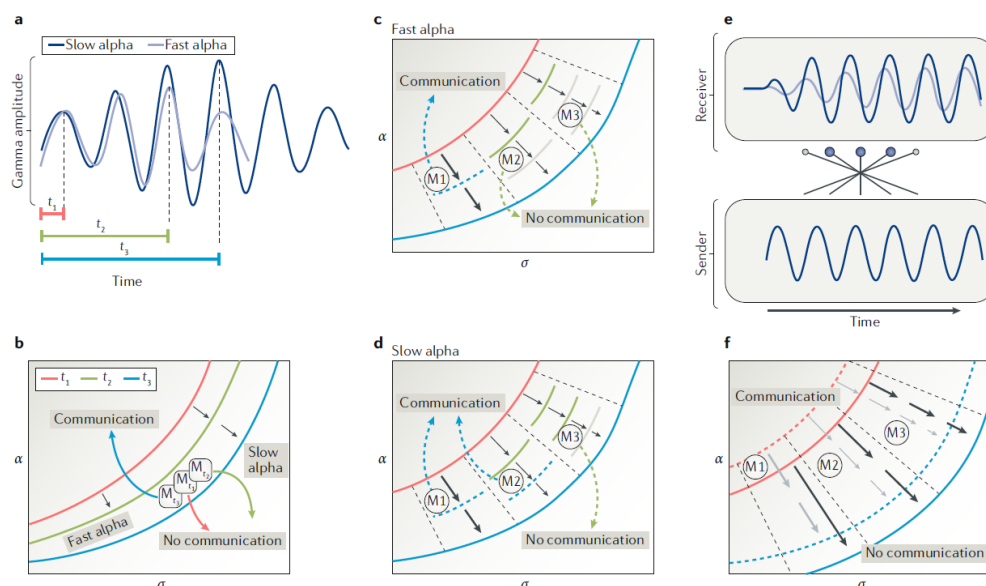 a
Slow alpha Fast alpha
Gamma amplitude
t1
t2
t3
Time
b
t1 t2 t3
Communication
α
Slow
alpha
Mt2
Mt1
Mt3
Fast alpha
No communication
σ
c Fast alpha
Communication
α
M1
M2
M3
No communication
σ
d Slow alpha
Communication
α
M1
M2
M3
No communication
σ
e
Receiver
Sender
Time
f
Communication
α
M1
M2
M3
No communication
σ